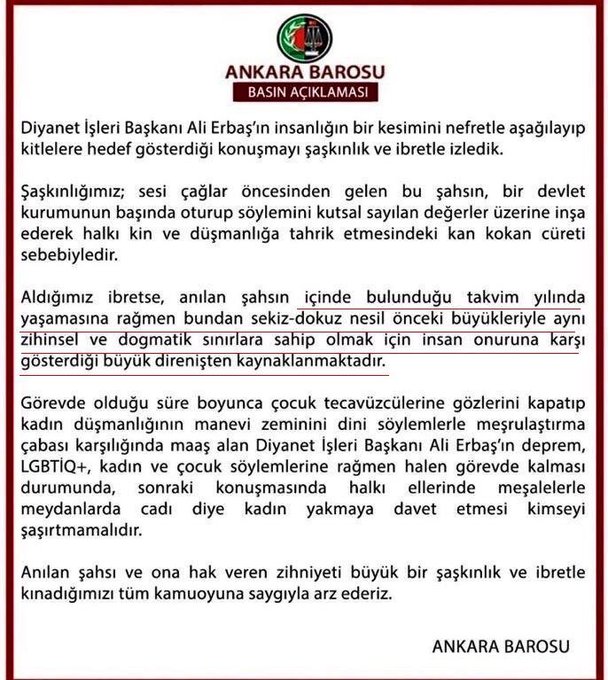 ANKARA BAROSU
BASIN AÇIKLAMASI
Diyanet İşleri Başkanı Ali Erbaş'ın insanlığın bir kesimini nefretle aşağılayıp
kitlelere hedef gösterdiği konuşmayı şaşkınlık ve ibretle izledik.
Şaşkınlığımız; sesi çağlar öncesinden gelen bu şahsın, bir devlet
kurumunun başında oturup söylemini kutsal sayılan değerler üzerine inşa
ederek halkı kin ve düşmanlığa tahrik etmesindeki kan kokan cüreti
sebebiyledir.
Aldığımız ibretse, anılan şahsın içinde bulunduğu takvim yılında
yaşamasına rağmen bundan sekiz-dokuz nesil önceki büyükleriyle aynı
zihinsel ve dogmatik sınırlara sahip olmak için insan onuruna karşı
gösterdiği büyük direnişten kaynaklanmaktadır.
Görevde olduğu süre boyunca çocuk tecavüzcülerine gözlerini kapatıp
kadın düşmanlığının manevi zeminini dini söylemlerle meşrulaştırma
çabası karşılığında maaş alan Diyanet İşleri Başkanı Ali Erbaş'ın deprem,
LGBTİQ+, kadın ve çocuk söylemlerine rağmen halen görevde kalması
durumunda, sonraki konuşmasında halkı ellerinde meşalelerle
meydanlarda cadı diye kadın yakmaya davet etmesi kimseyi
şaşırtmamalıdır.
Anılan şahsı ve ona hak veren zihniyeti büyük bir şaşkınlık ve ibretle
kınadığımızı tüm kamuoyuna saygıyla arz ederiz.
ANKARA BAROSU